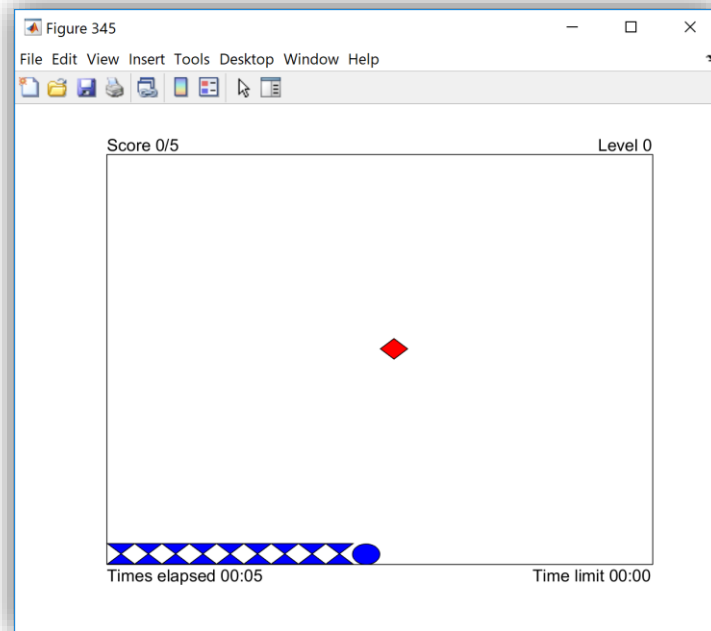 Figure 345
File Edit View Insert Tools Desktop Window Help
Score 0/5 Level 0
Times elapsed 00:05 Time limit 00:00